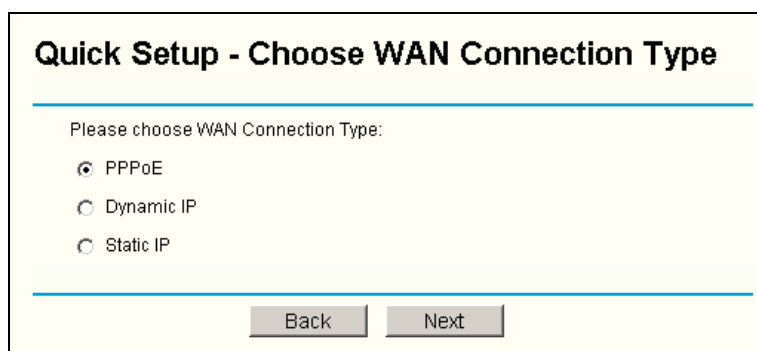 Quick Setup - Choose WAN Connection Type
Please choose WAN Connection Type:
PPPoE
Dynamic IP
Static IP
Back Next